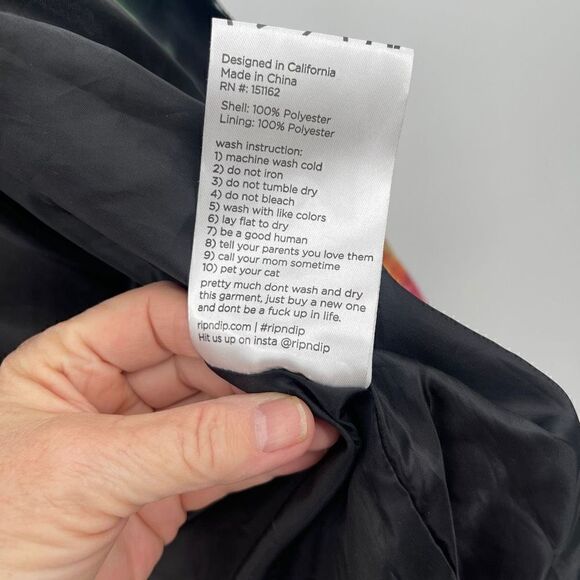 Designed in California
Made in China
RN #: 151162
Shell: 100% Polyester
Lining: 100% Polyester
wash instruction:
1) machine wash cold
2) do not iron
3) do not tumble dry
4) do not bleach
5) wash with like colors
6) lay flat to dry
7) be a good human
8) tell your parents you love them
9) call your mom sometime
10) pet your cat
pretty much dont wash and dry
this garment, just buy a new one
and dont be a fuck up in life.
ripndip.com | #ripndip
Hit us up on insta @ripndip